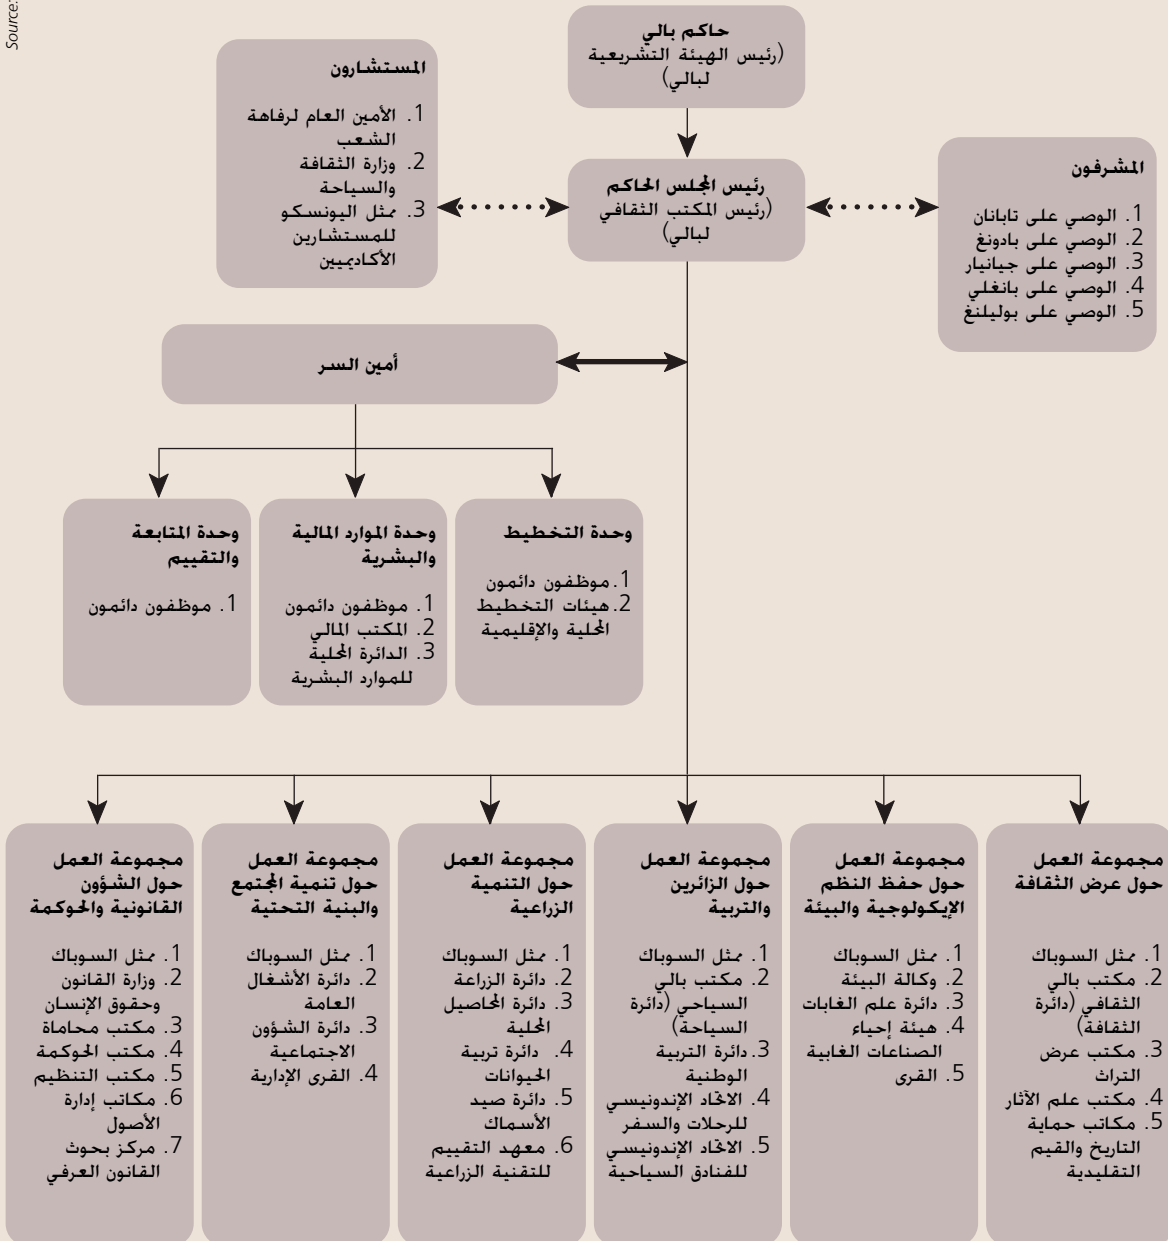 Source:
حاكم بالي
(رئيس الهيئة التشريعية
لبالي)
المستشارون
1. الأمين العام لرفاهة
الشعب
2. وزارة الثقافة
والسياحة
3. ممثل اليونسكو
للمستشارين
الأكاديميين
رئيس المجلس الحاكم
(رئيس المكتب الثقافي
لبالي)
المشرفون
1. الوصي على تابانان
2. الوصي على بادونغ
3. الوصي على جيانيار
4. الوصي على بانغلي
5. الوصي على بوليلنغ
أمين السر
وحدة التخطيط
1. موظفون دائمون
2. هيئات التخطيط
المحلية والإقليمية
وحدة الموارد المالية
والبشرية
1. موظفون دائمون
2. المكتب المالي
3. الدائرة المحلية
للموارد البشرية
وحدة المتابعة
والتقييم
1. موظفون دائمون
مجموعة العمل
حول عرض الثقافة
1. ممثل السوباك
2. مكتب بالي
الثقافي (دائرة
الثقافة)
3. مكتب عرض
التراث
4. مكتب علم الآثار
5. مكاتب حماية
التاريخ والقيم
التقليدية
مجموعة العمل
حول حفظ النظم
الإيكولوجية والبيئة
1. ممثل السوباك
2. وكالة البيئة
3. دائرة علم الغابات
4. هيئة إحياء
الصناعات الغابية
5. القرى
مجموعة العمل
حول الزائرين
والتربية
1. ممثل السوباك
2. مكتب بالي
السياحي (دائرة
السياحة)
3. دائرة التربية
الوطنية
4. الاتحاد الإندونيسي
للرحلات والسفر
5. الاتحاد الإندونيسي
للفنادق السياحية
مجموعة العمل
حول التنمية
الزراعية
1. ممثل السوباك
2. دائرة الزراعة
3. دائرة المحاصيل
المحلية
4. دائرة تربية
الحيوانات
5. دائرة صيد
الأسماك
6. معهد التقييم
للتقنية الزراعية
مجموعة العمل
حول تنمية المجتمع
والبنية التحتية
1. ممثل السوباك
2. دائرة الأشغال
العامة
3. دائرة الشؤون
الاجتماعية
4. القرى الإدارية
مجموعة العمل
حول الشؤون
القانونية والحوكمة
1. ممثل السوباك
2. وزارة القانون
وحقوق الإنسان
3. مكتب محاماة
4. مكتب الحوكمة
5. مكتب التنظيم
6. مكاتب إدارة
الأصول
7. مركز بحوث
القانون العرفي